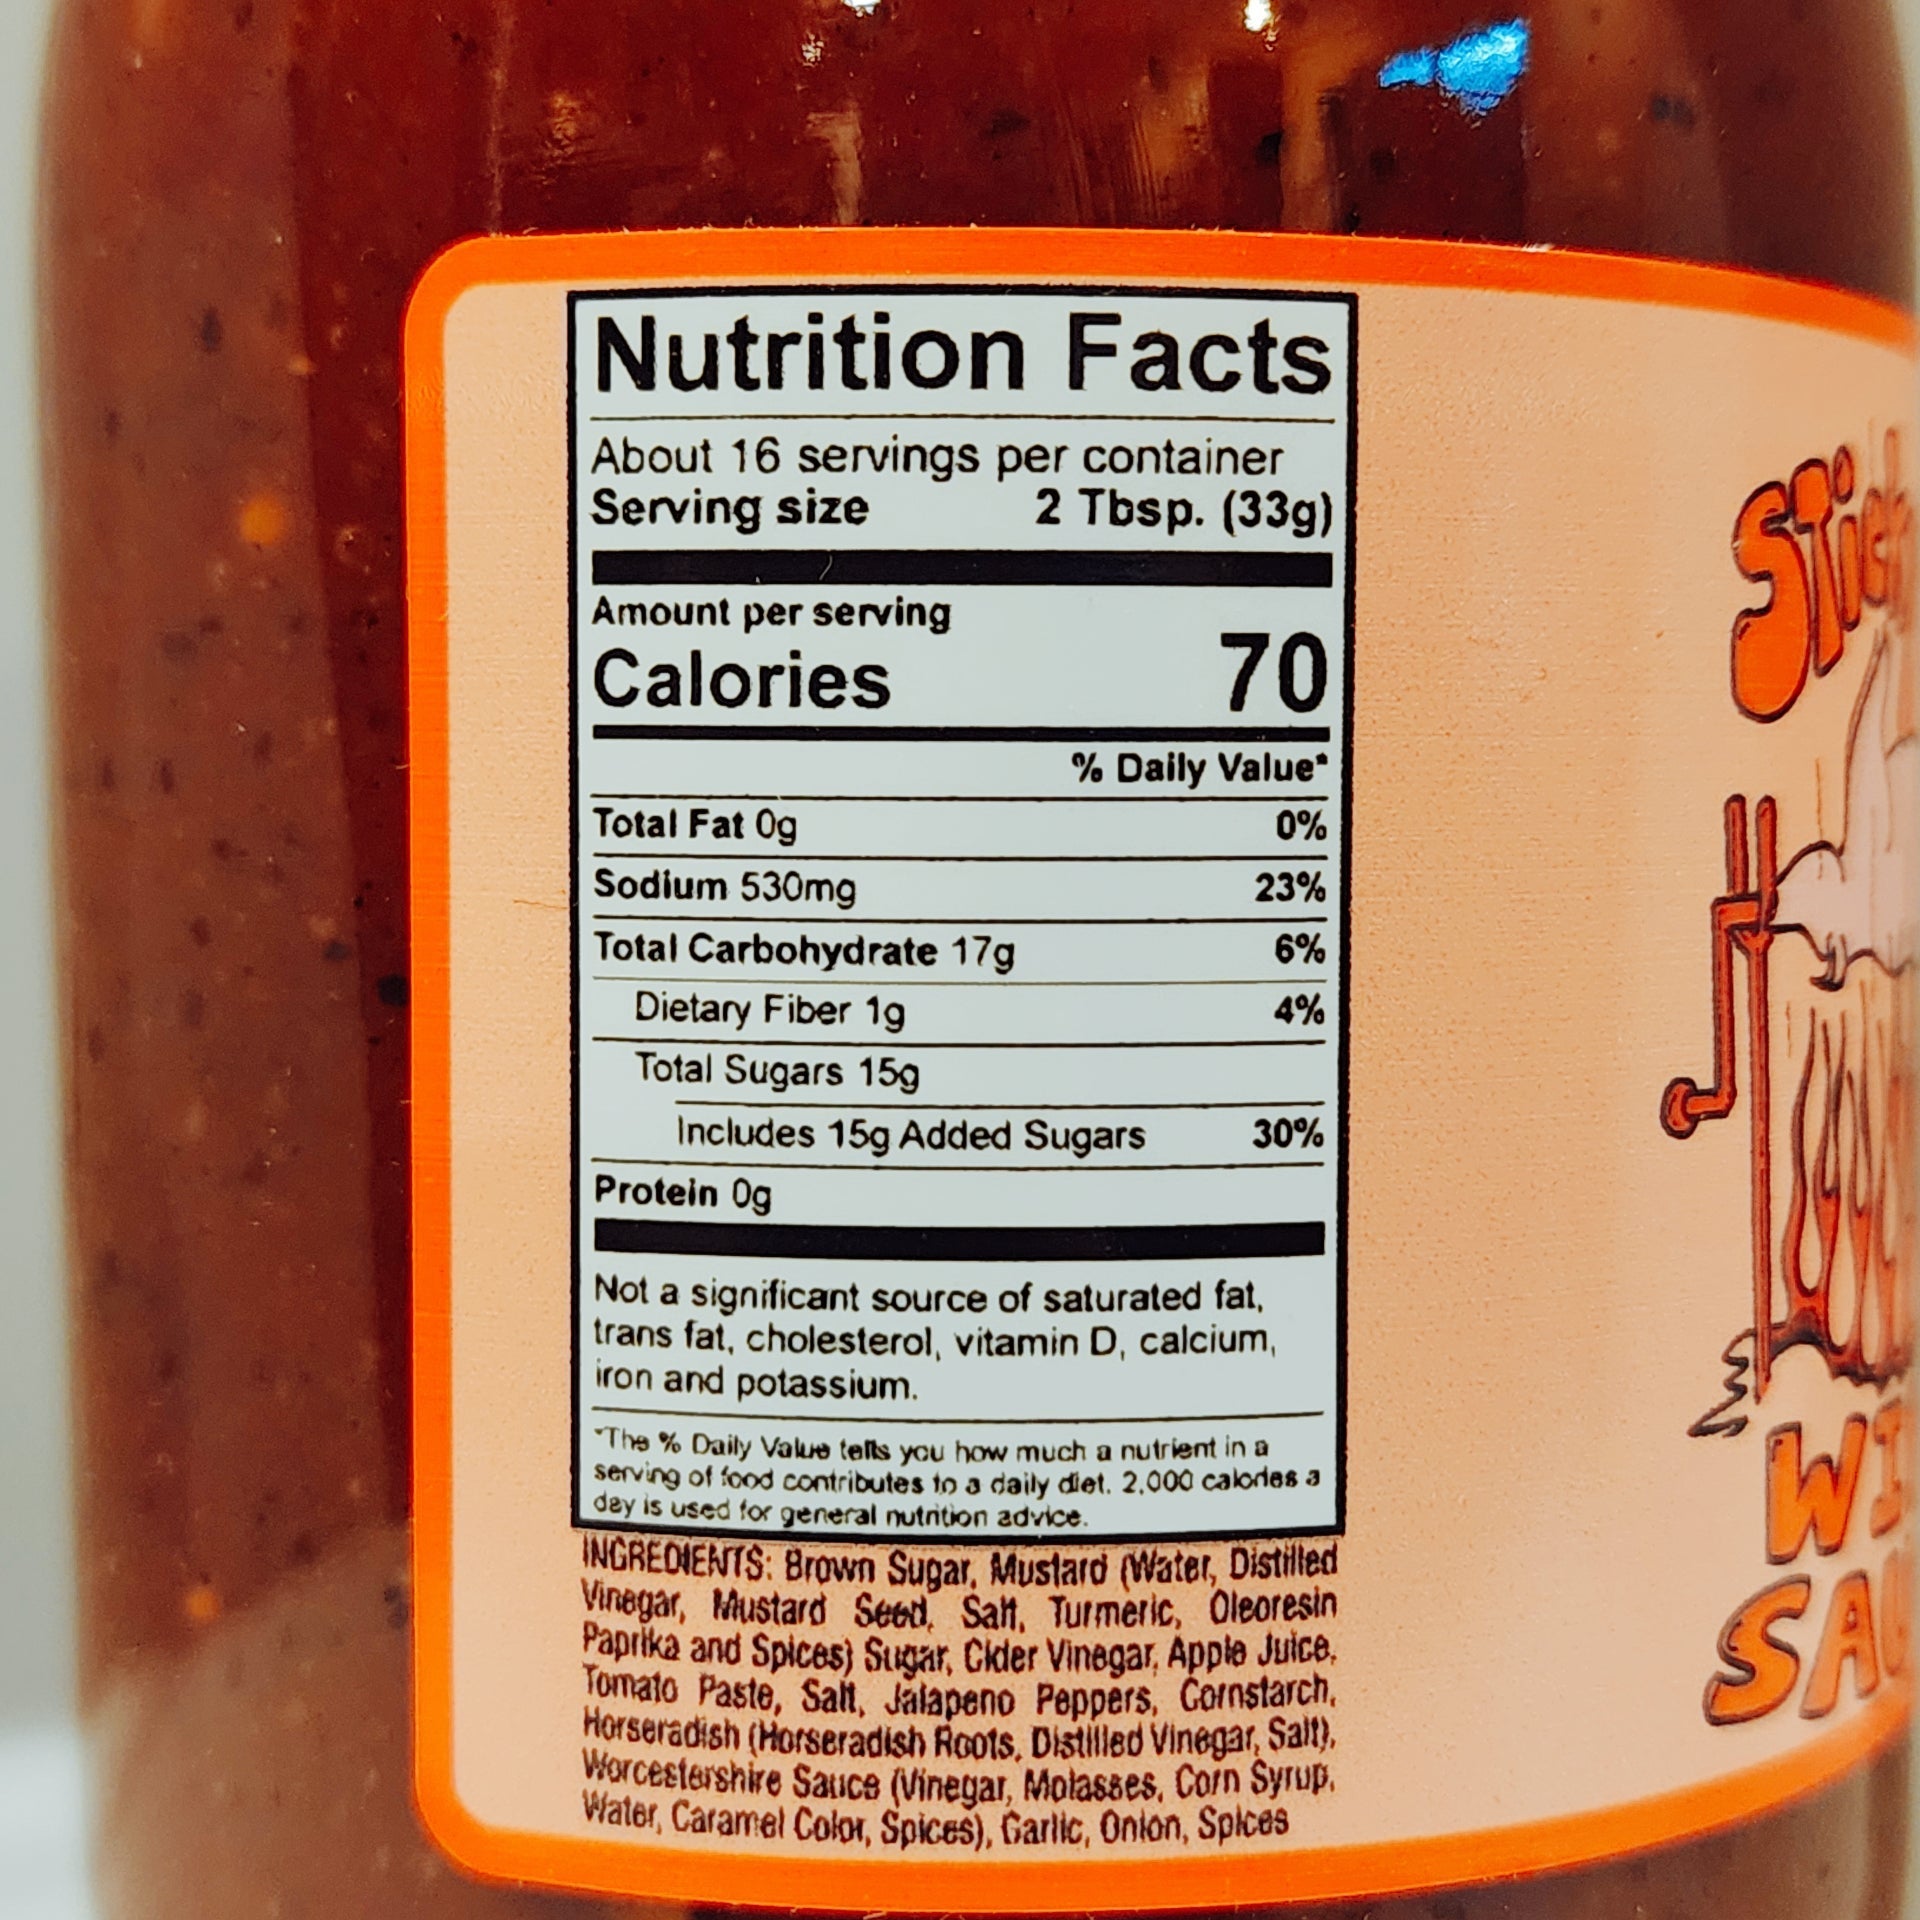 Nutrition Facts
About 16 servings per container
Serving size 2 Tbsp. (33g)
Amount per serving
Calories 70
% Daily Value*
Total Fat 0g 0%
Sodium 530mg 23%
Total Carbohydrate 17g 6%
Dietary Fiber 1g 4%
Total Sugars 15g
Includes 15g Added Sugars 30%
Protein 0g
Not a significant source of saturated fat,
trans fat, cholesterol, vitamin D, calcium,
iron and potassium.
*The % Daily Value tells you how much a nutrient in a
serving of food contributes to a daily diet. 2,000 calories a
day is used for general nutrition advice.
INGREDIENTS: Brown Sugar, Mustard (Water, Distilled
Vinegar, Mustard Seed, Salt, Turmeric, Oleoresin
Paprika and Spices) Sugar, Cider Vinegar, Apple Juice,
Tomato Paste, Salt, Jalapeno Peppers, Cornstarch,
Horseradish (Horseradish Roots, Distilled Vinegar, Salt),
Worcestershire Sauce (Vinegar, Molasses, Corn Syrup,
Water, Caramel Color, Spices), Garlic, Onion, Spices